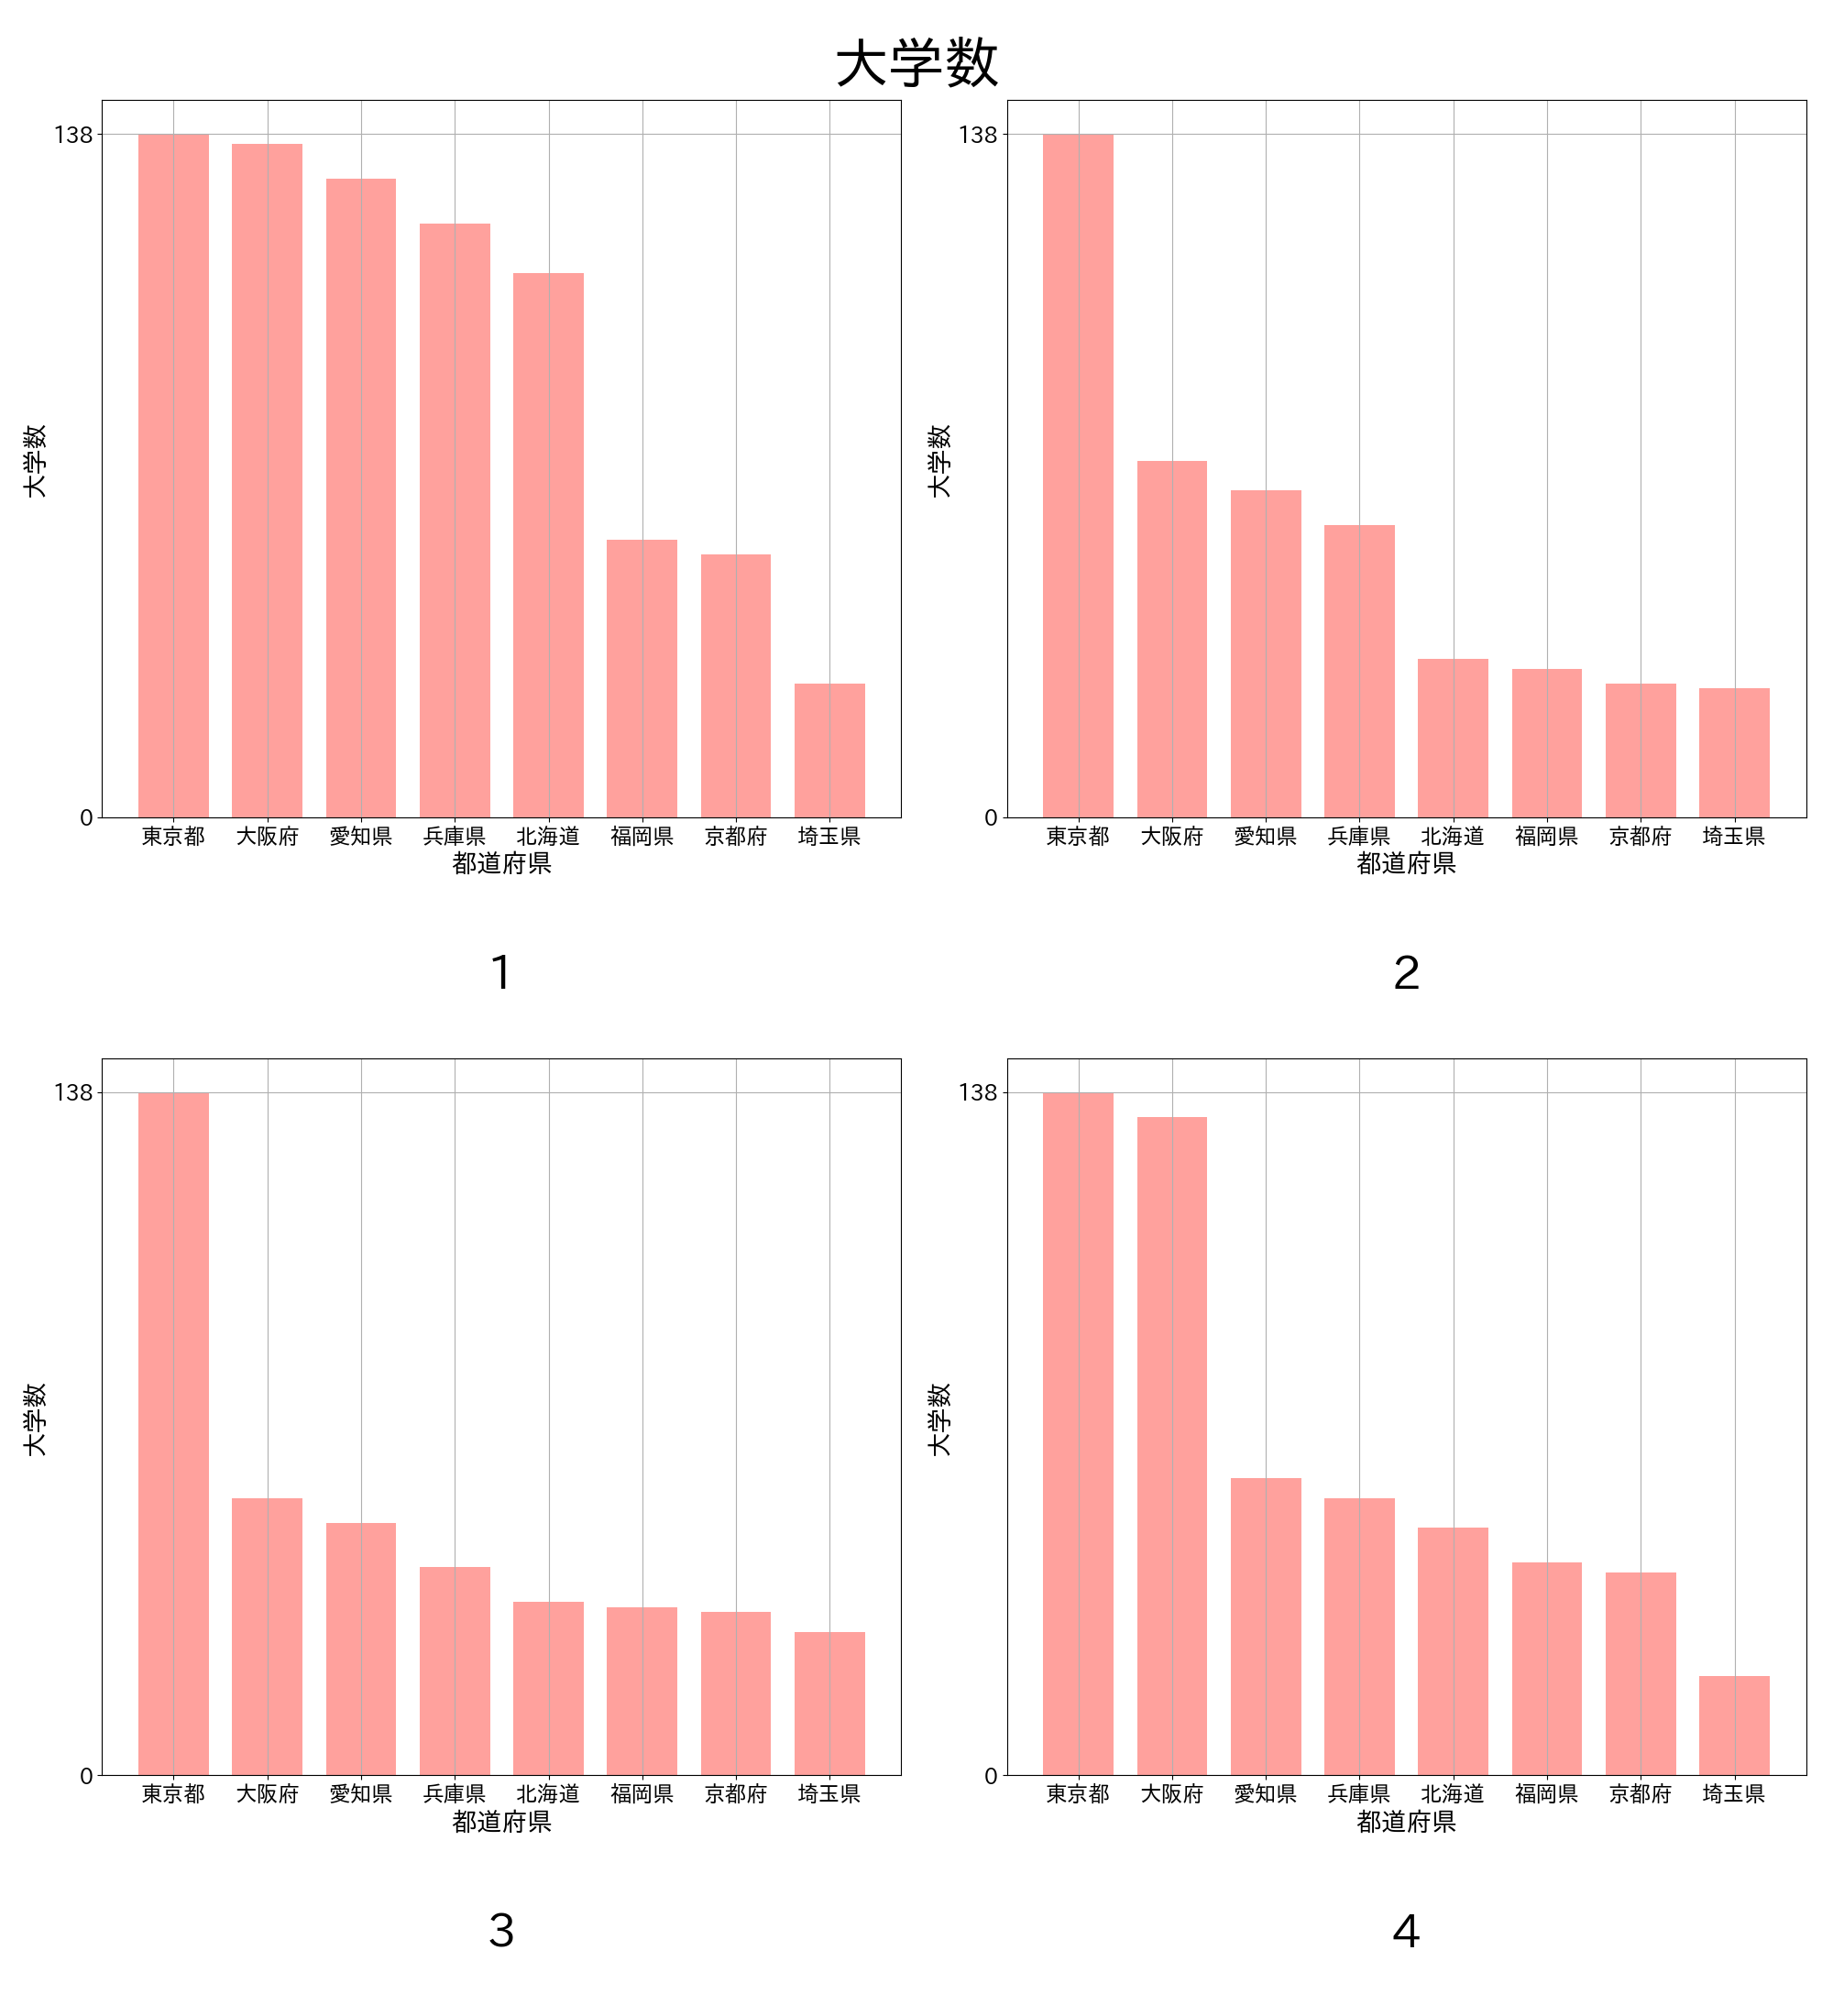 大学数
138
0
大学数
東京都 大阪府 愛知県 兵庫県 北海道 福岡県 京都府 埼玉県
都道府県
1
138
0
大学数
東京都 大阪府 愛知県 兵庫県 北海道 福岡県 京都府 埼玉県
都道府県
2
138
0
大学数
東京都 大阪府 愛知県 兵庫県 北海道 福岡県 京都府 埼玉県
都道府県
3
138
0
大学数
東京都 大阪府 愛知県 兵庫県 北海道 福岡県 京都府 埼玉県
都道府県
4